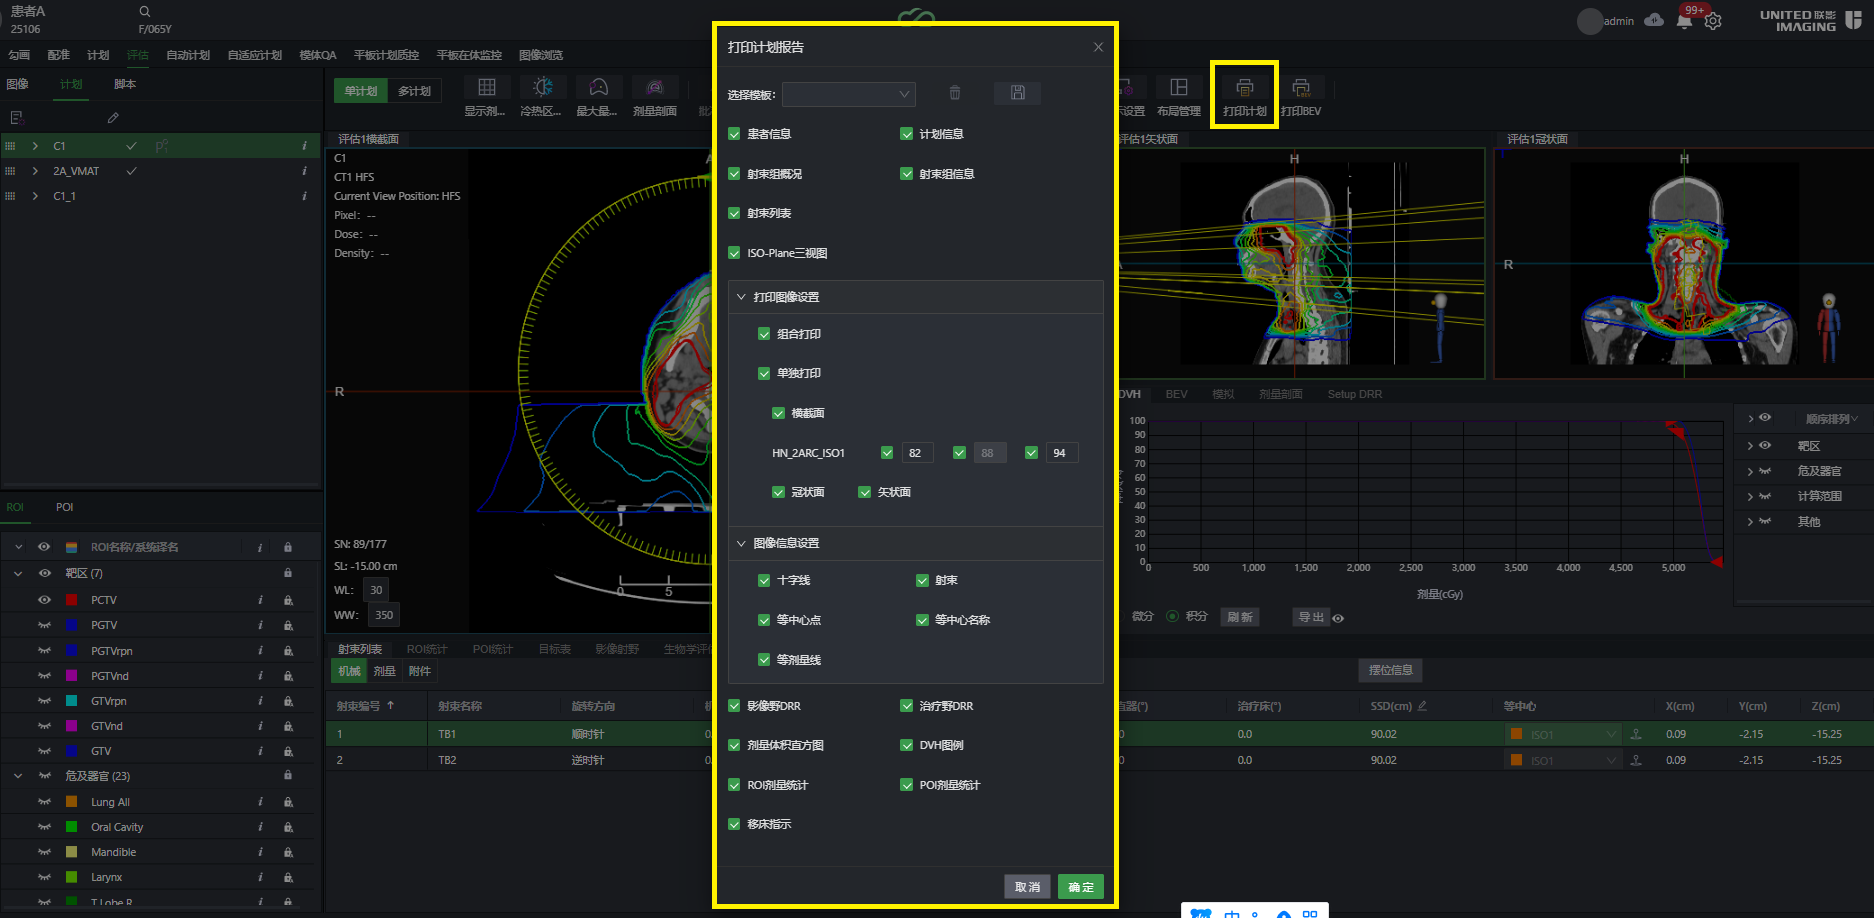 患者A
25106
F/065Y
admin
99+
UNITED 联影
IMAGING
勾画 配准 计划 评估 自动计划 自适应计划 模体QA 平板计划质控 平板在体监控 图像浏览
图像 计划 脚本
C1
2A_VMAT
C1_1
单计划 多计划
显示剂... 冷热区... 最大量... 剂量剖面
示设置 布局管理 打印计划 打印BEV
评估1横截面
C1
CT1 HFS
Current View Position: HFS
Pixel: --
Dose: --
Density: --
A
R
SN: 89/177
SL: -15.00 cm
WL: 30
WW: 350
0 5
打印计划报告
选择模板:
患者信息 计划信息
射束组概况 射束组信息
射束列表
ISO-Plane三视图
打印图像设置
组合打印
单独打印
横截面
HN_2ARC_ISO1 82 88 94
冠状面 矢状面
图像信息设置
十字线 射束
等中心点 等中心名称
等剂量线
影像野DRR 治疗野DRR
剂量体积直方图 DVH图例
ROI剂量统计 POI剂量统计
移床指示
取消 确定
评估1矢状面
H
评估1冠状面
H
R
DVH BEV 模拟 剂量剖面 Setup DRR
100
90
80
70
60
50
40
30
20
10
0
0 500 1,000 1,500 2,000 2,500 3,000 3,500 4,000 4,500 5,000
剂量(cGy)
微分 积分 刷新 导出
顺序排列
靶区
危及器官
计算范围
其他
ROI POI
ROI名称/系统译名
靶区 (7)
PCTV
PGTV
PGTVrpn
PGTVnd
GTVrpn
GTVnd
GTV
危及器官 (23)
Lung All
Oral Cavity
Mandible
Larynx
T Lobe R
射束列表 ROI统计 POI统计 目标表 影像射野 生物学评估
机械 剂量 附件
摆位信息
射束编号 射束名称 旋转方向 治疗床(°) SSD(cm) 等中心 X(cm) Y(cm) Z(cm)
1 TB1 顺时针 0.0 90.02 ISO1 0.09 -2.15 -15.25
2 TB2 逆时针 0.0 90.02 ISO1 0.09 -2.15 -15.25